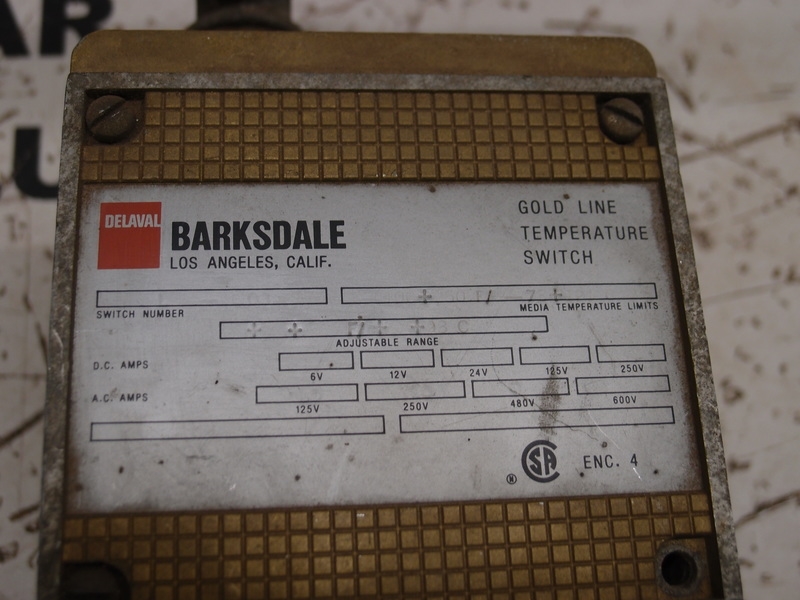 DELAVAL
BARKSDALE
LOS ANGELES, CALIF.
GOLD LINE
TEMPERATURE
SWITCH
SWITCH NUMBER
MEDIA TEMPERATURE LIMITS
ADJUSTABLE RANGE
D.C. AMPS
6V 12V 24V 125V 250V
A.C. AMPS
125V 250V 480V 600V
SA ENC. 4